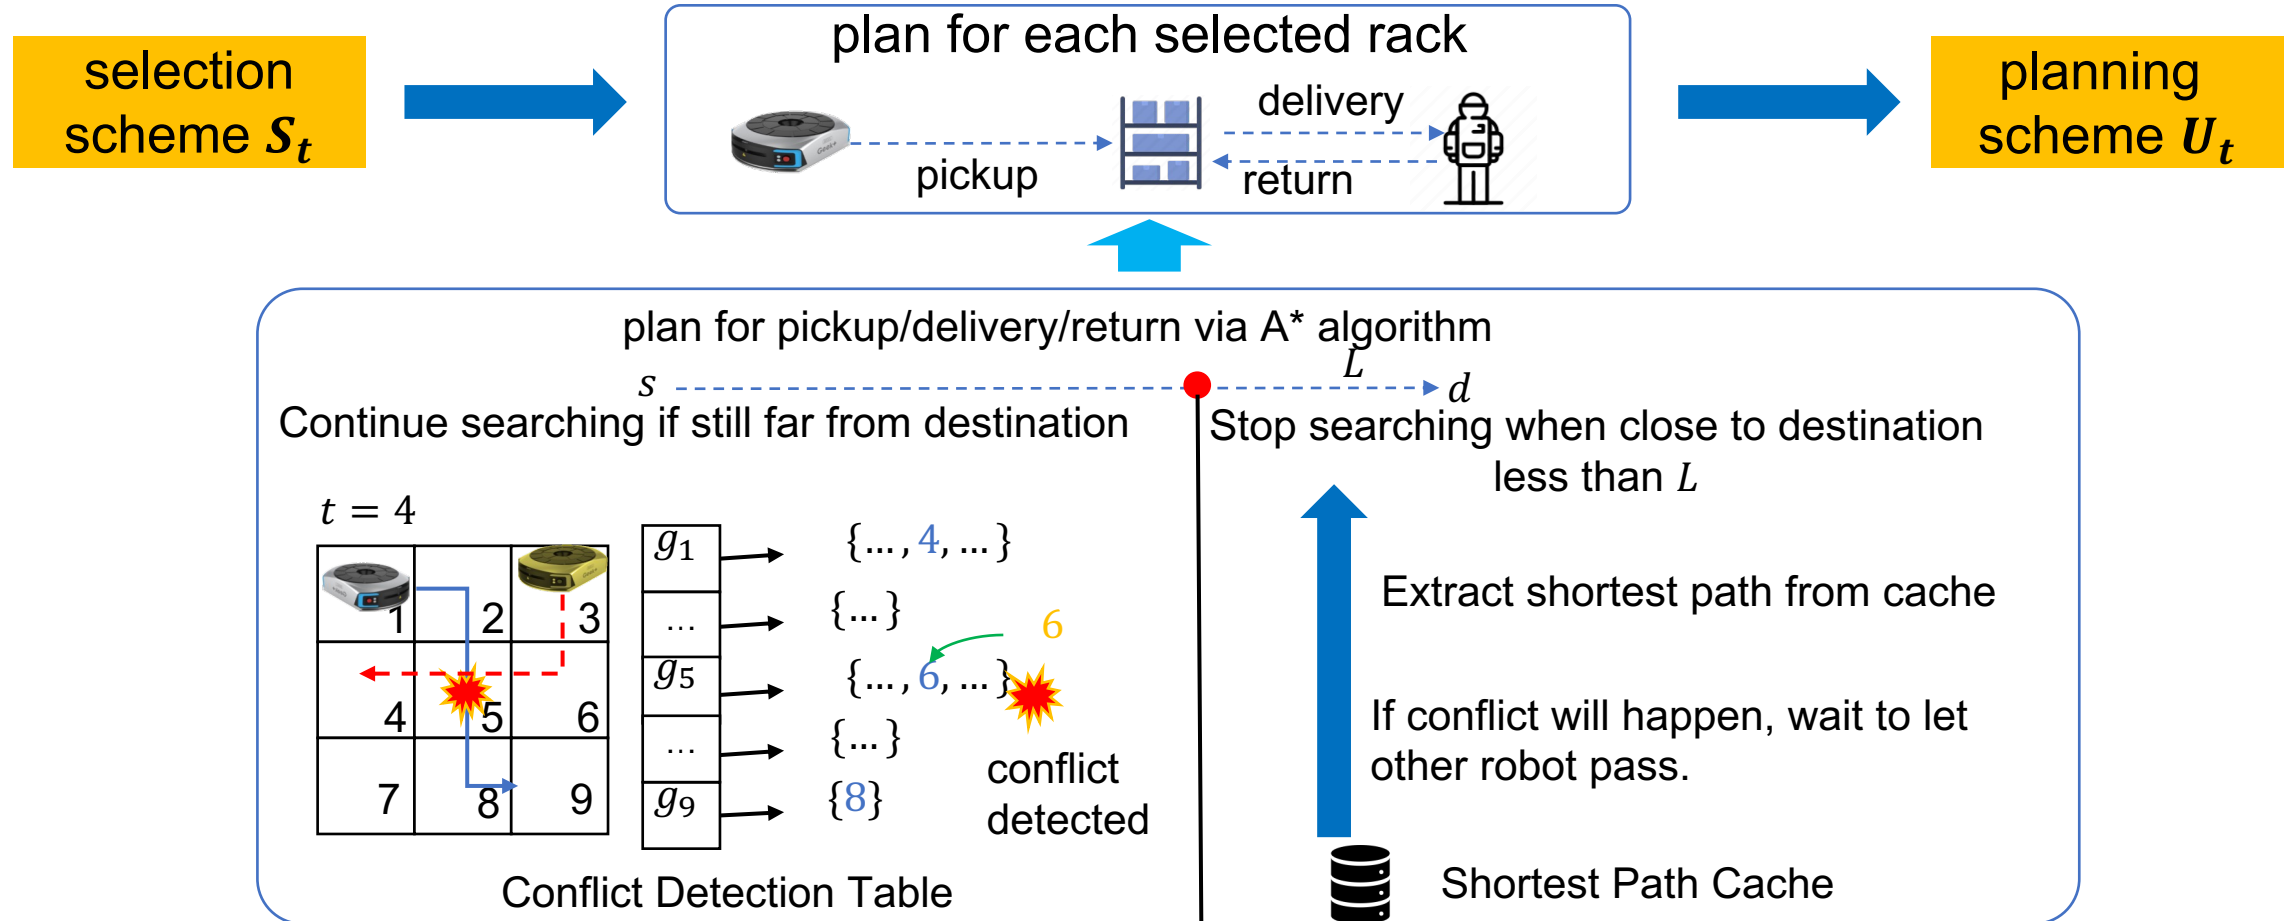 selection
scheme S_t
plan for each selected rack
pickup
delivery
return
planning
scheme U_t
plan for pickup/delivery/return via A* algorithm
s
L
d
Continue searching if still far from destination
Stop searching when close to destination
less than L
t = 4
1
2
3
4
5
6
7
8
9
g_1
{... , 4, ... }
...
{...}
6
g_5
{... , 6, ... }
...
{...}
g_9
{8}
conflict
detected
Conflict Detection Table
Extract shortest path from cache
If conflict will happen, wait to let
other robot pass.
Shortest Path Cache